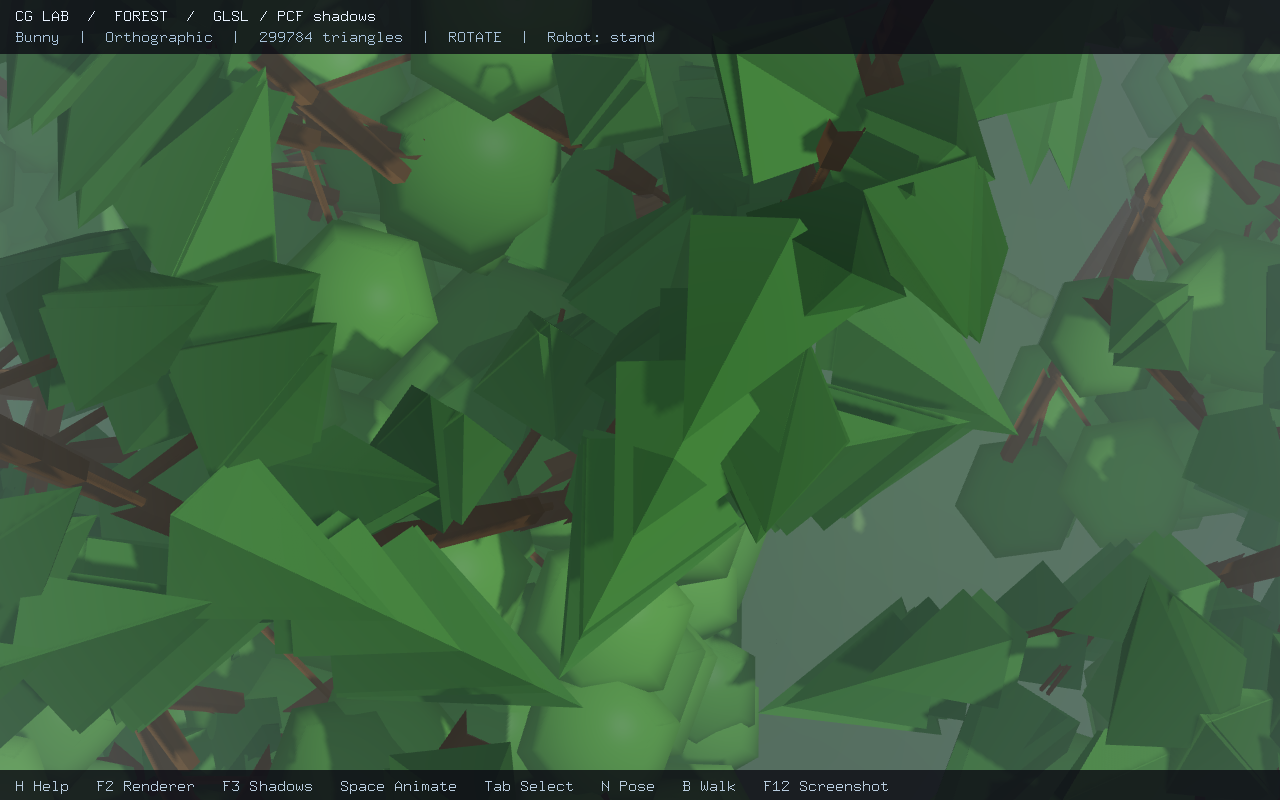 CG LAB  /  FOREST  /  GLSL / PCF shadows
Bunny  |  Orthographic  |  299784 triangles  |  ROTATE  |  Robot: stand
H Help   F2 Renderer   F3 Shadows   Space Animate   Tab Select   N Pose   B Walk   F12 Screenshot